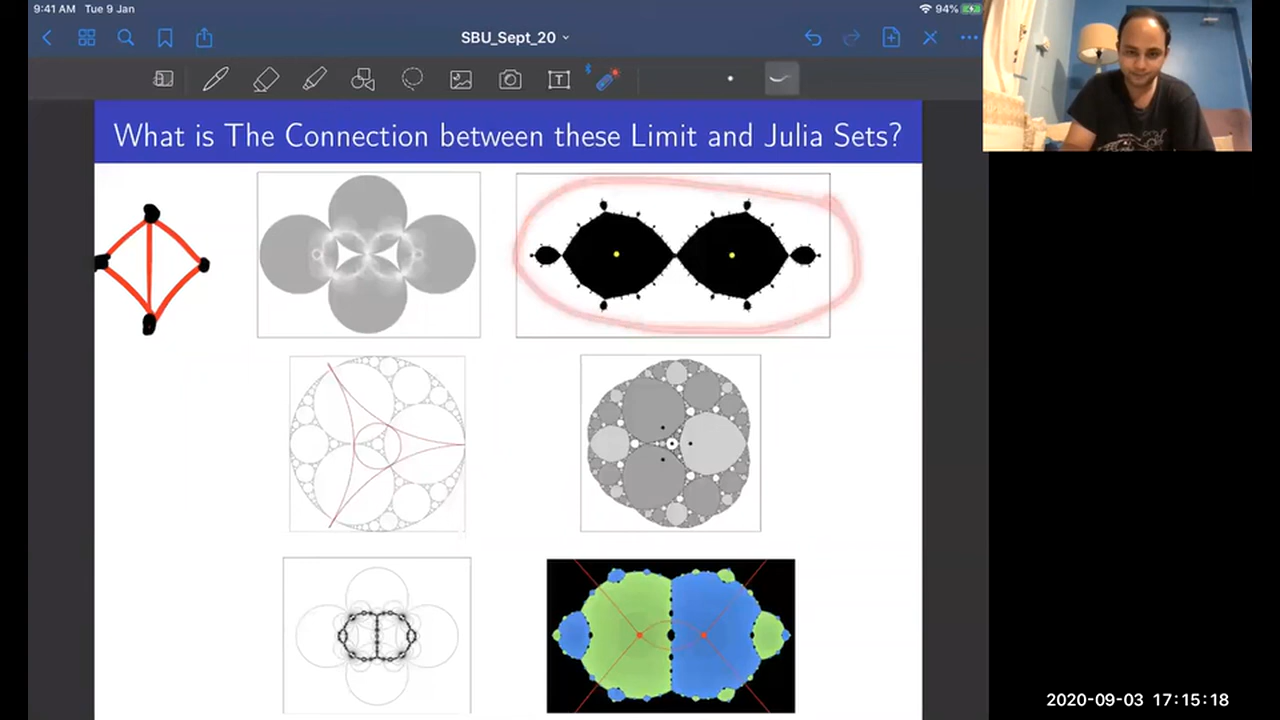 9:41 AM Tue 9 Jan
94%
SBU_Sept_20
T
What is The Connection between these Limit and Julia Sets?
2020-09-03 17:15:18